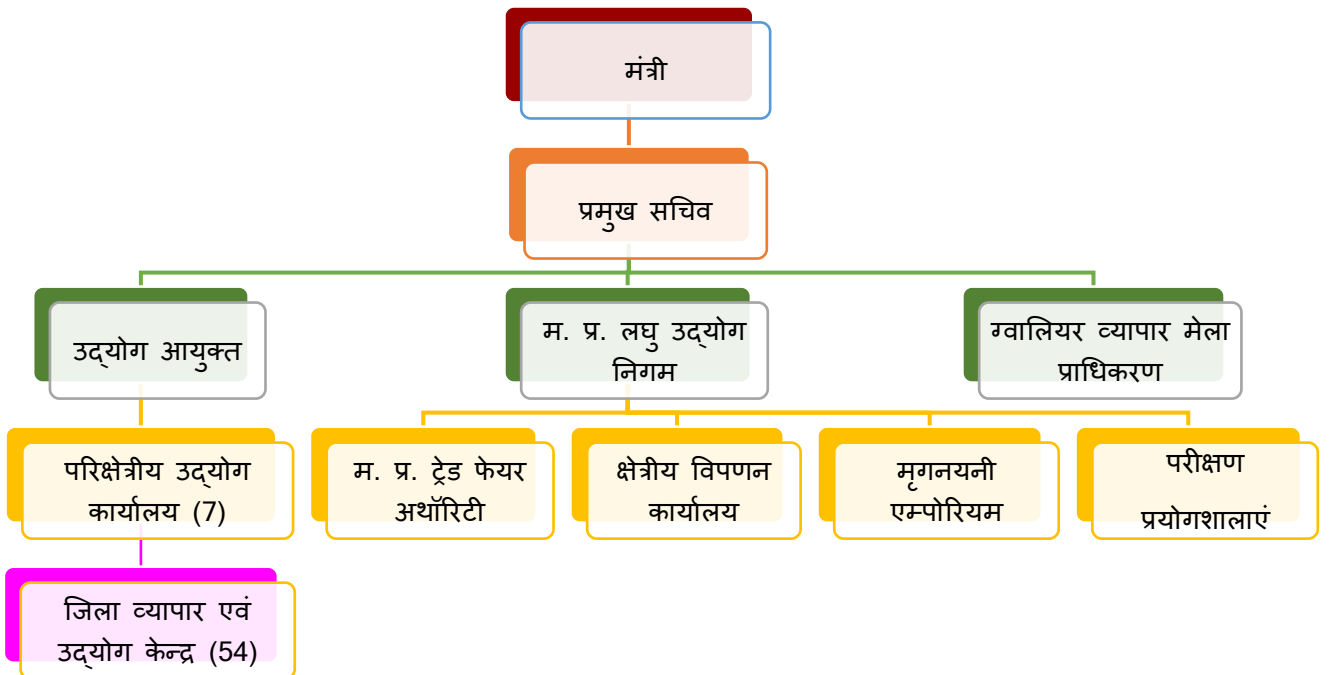 मंत्री
प्रमुख सचिव
उद्योग आयुक्त
म. प्र. लघु उद्योग
निगम
ग्वालियर व्यापार मेला
प्राधिकरण
परिक्षेत्रीय उद्योग
कार्यालय (7)
म. प्र. ट्रेड फेयर
अथॉरिटी
क्षेत्रीय विपणन
कार्यालय
मृगनयनी
एम्पोरियम
परीक्षण
प्रयोगशालाएं
जिला व्यापार एवं
उद्योग केन्द्र (54)